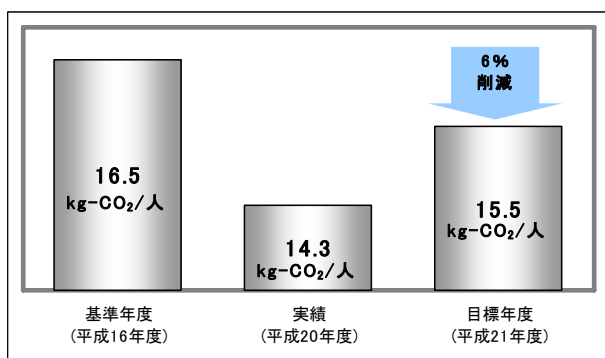 6%
削減
16.5
kg-CO₂/人
14.3
kg-CO₂/人
15.5
kg-CO₂/人
基準年度
(平成16年度)
実績
(平成20年度)
目標年度
(平成21年度)